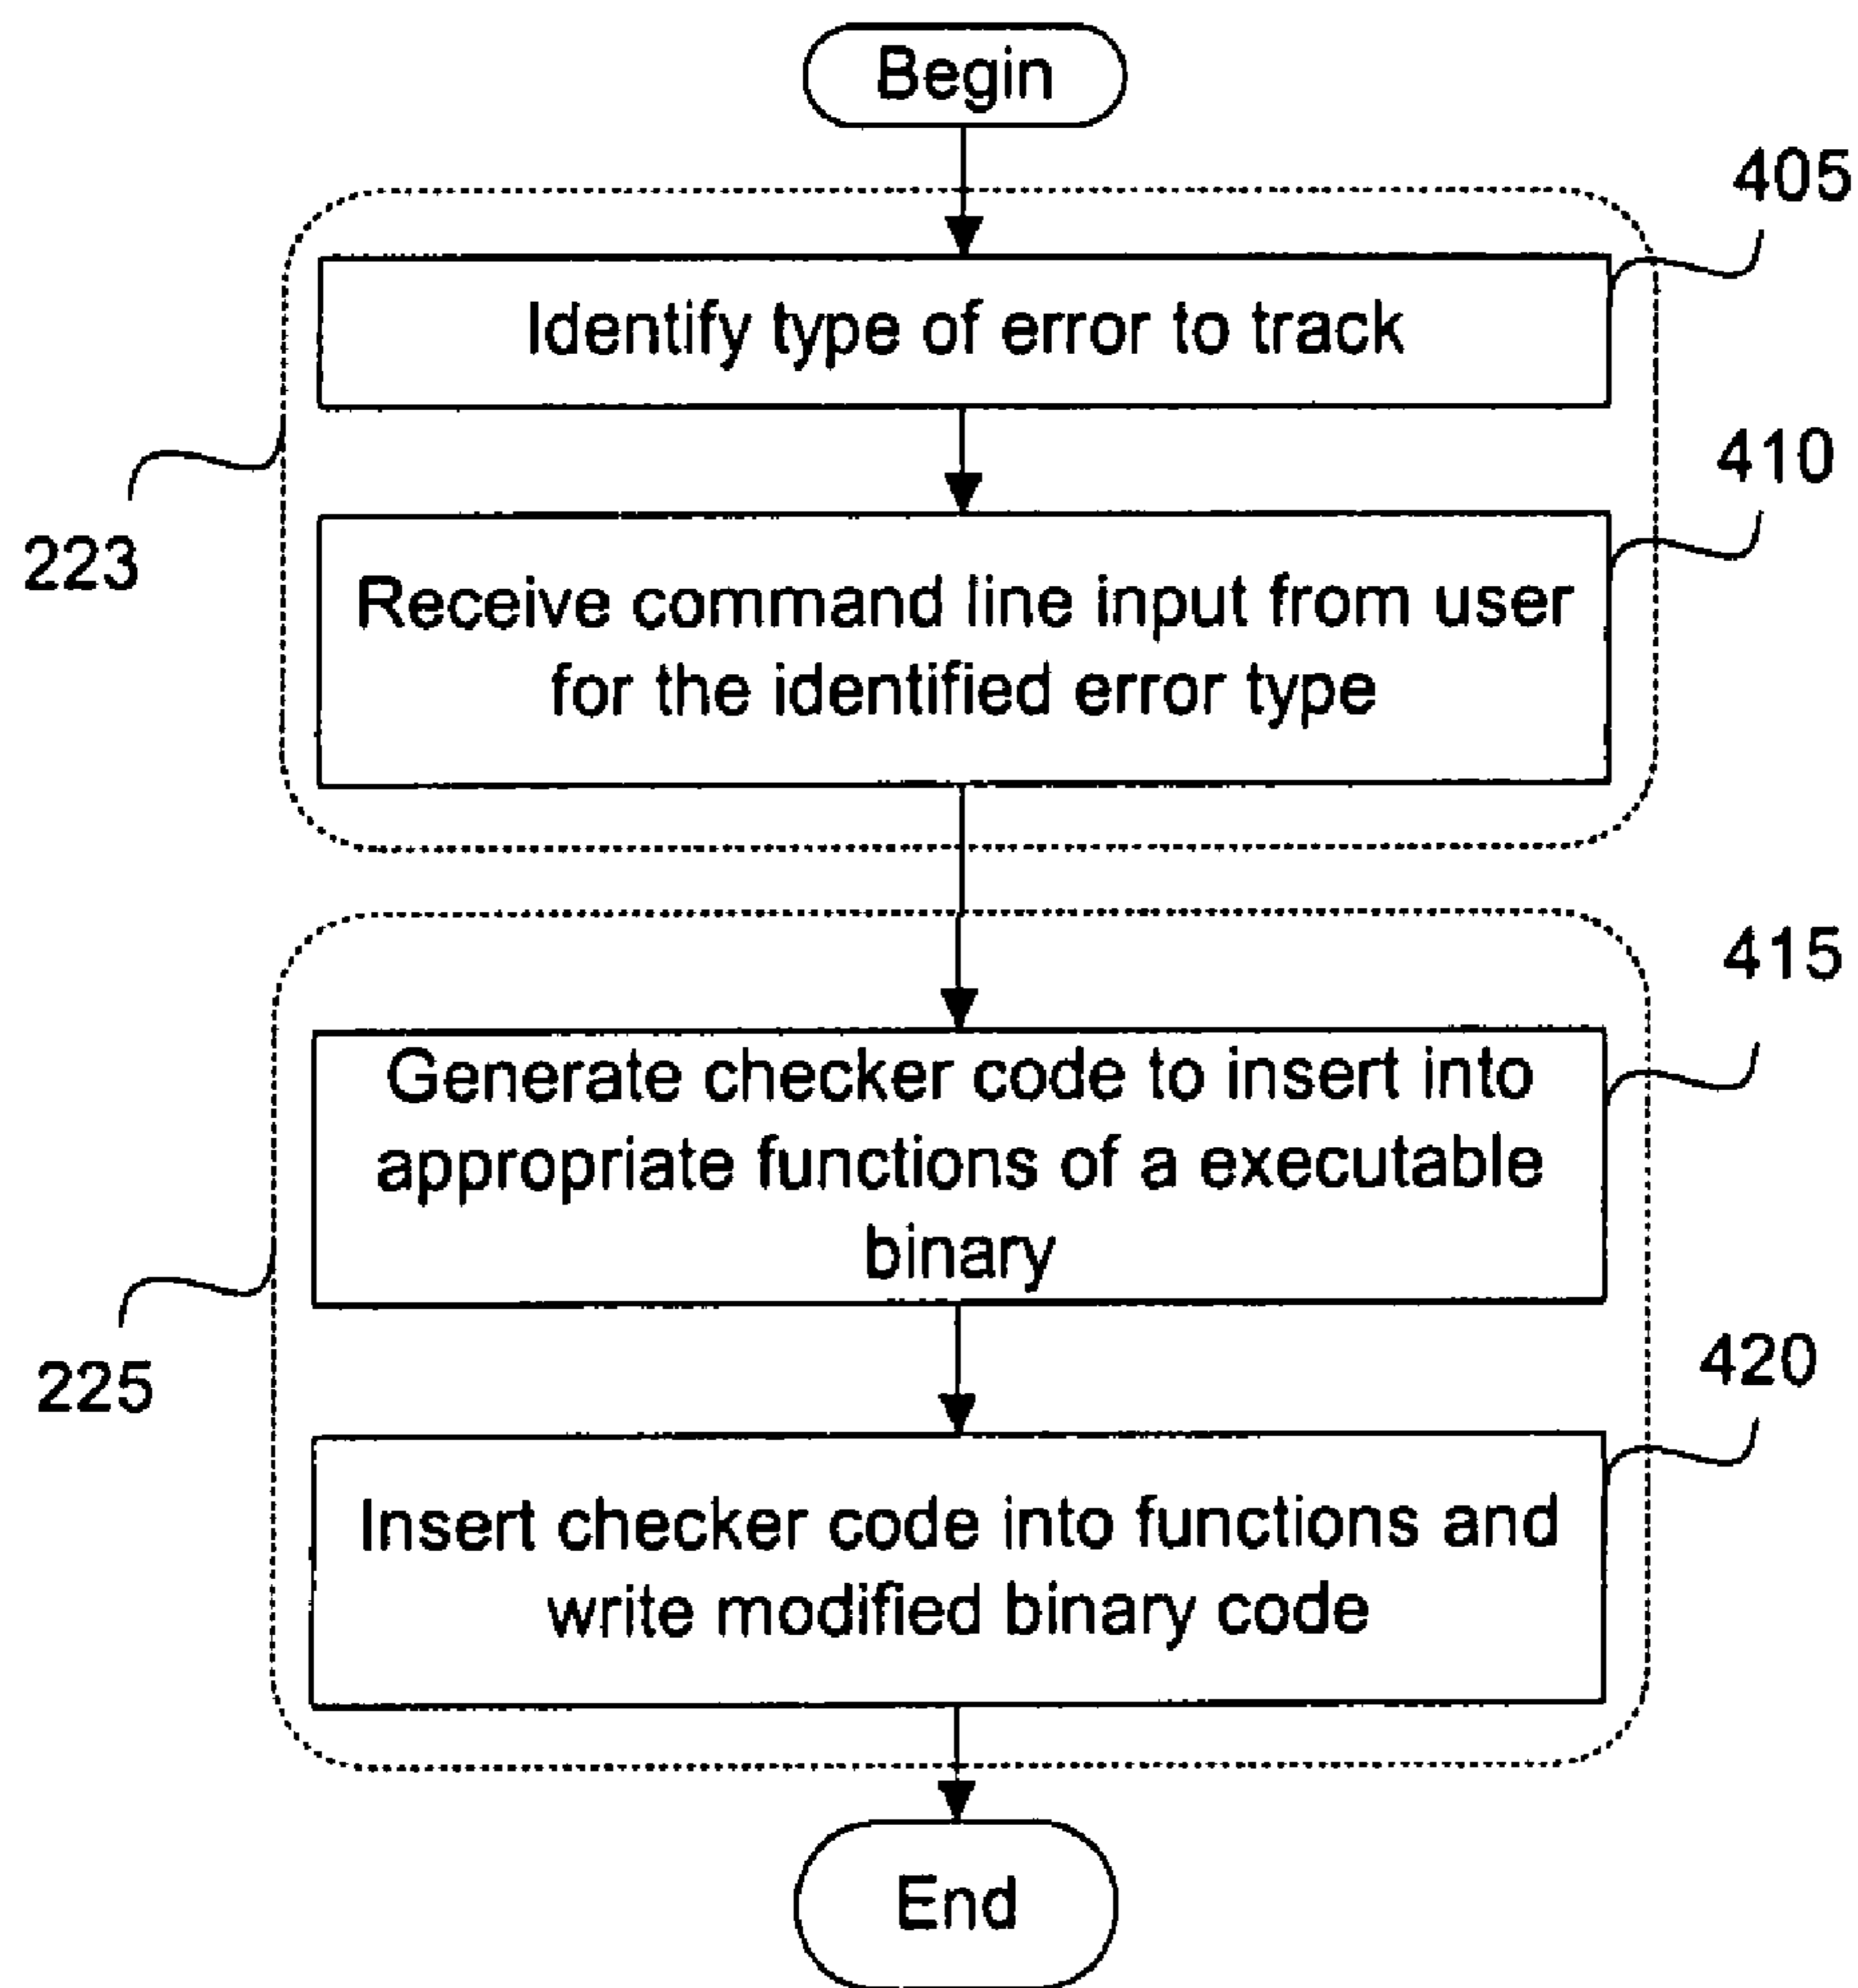 Begin
405
Identify type of error to track
410
223
Receive command line input from user
for the identified error type
415
Generate checker code to insert into
appropriate functions of a executable
binary
225
420
Insert checker code into functions and
write modified binary code
End